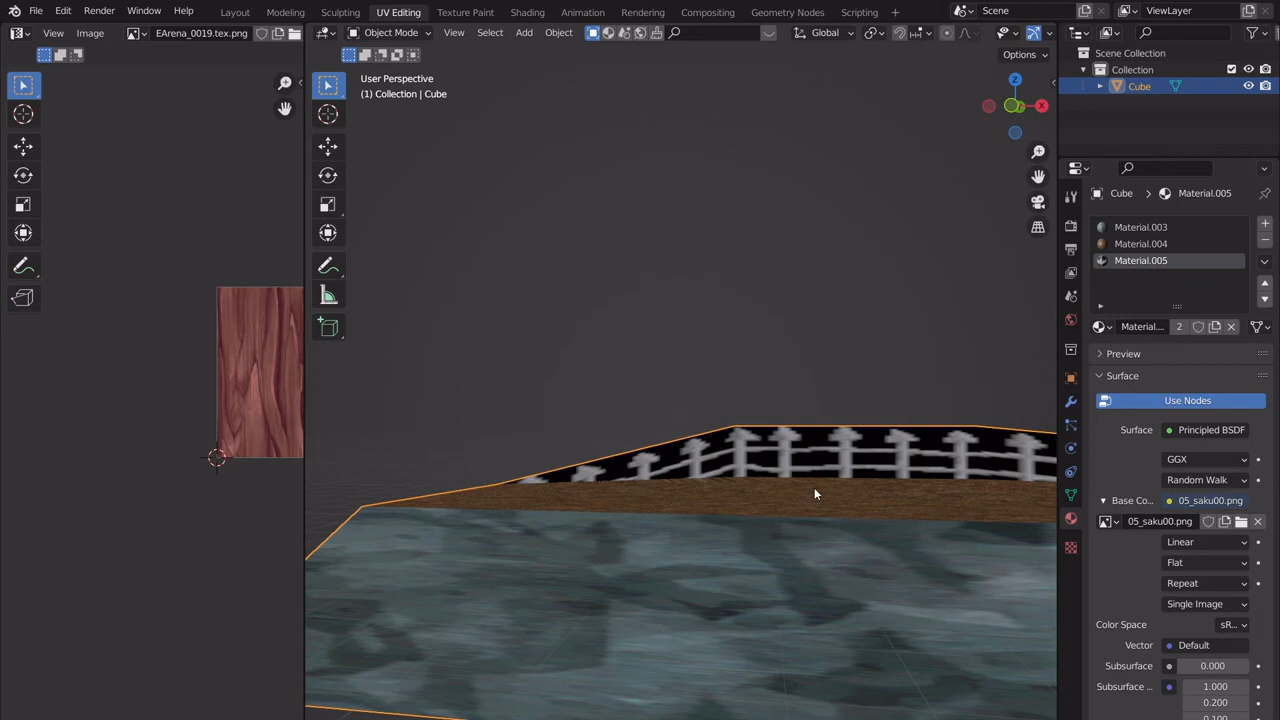 File Edit Render Window Help Layout Modeling Sculpting UV Editing Texture Paint Shading Animation Rendering Compositing Geometry Nodes Scripting + Scene ViewLayer
View Image EArena_0019.tex.png Object Mode View Select Add Object Global
Options
User Perspective
(1) Collection | Cube
Z
X
Scene Collection
Collection
Cube
Cube > Material.005
Material.003
Material.004
Material.005
Material.... 2
Preview
Surface
Use Nodes
Surface Principled BSDF
GGX
Random Walk
Base Co... 05_saku00.png
05_saku00.png
Linear
Flat
Repeat
Single Image
Color Space sR...
Vector Default
Subsurface 0.000
Subsurface ... 1.000
0.200
0.100